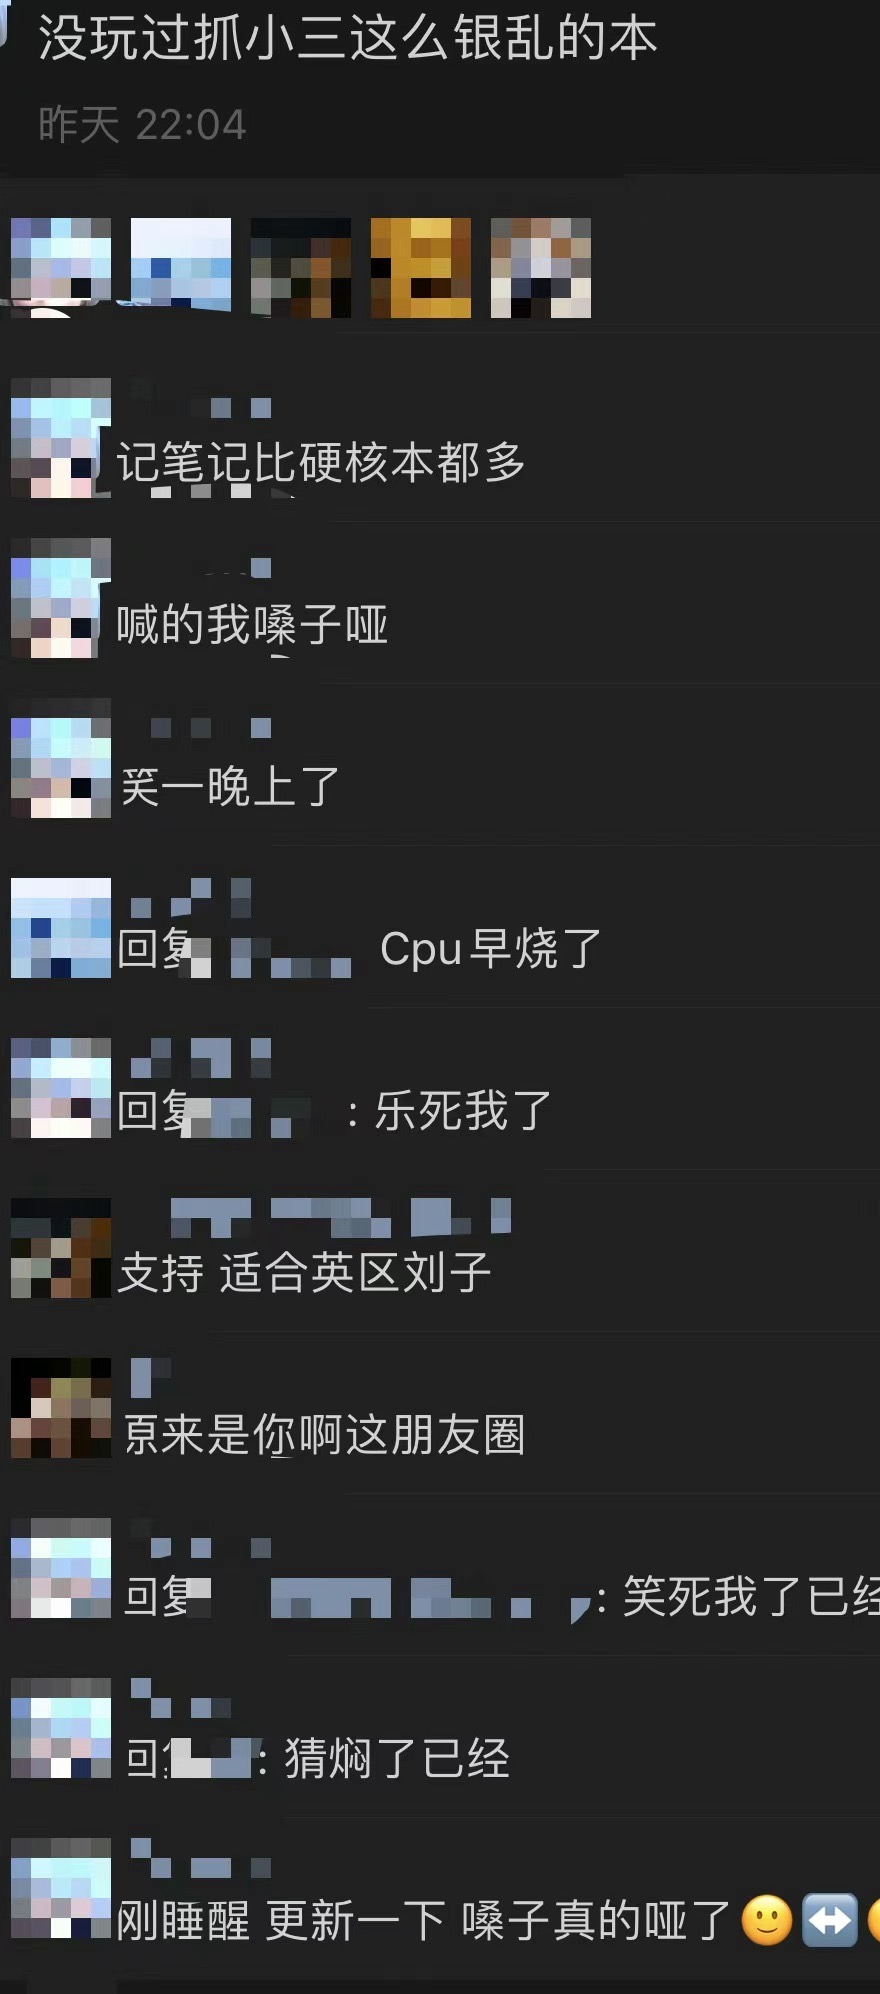 没玩过抓小三这么银乱的本
昨天 22:04
记笔记比硬核本都多
喊的我嗓子哑
笑一晚上了
回复 Cpu早烧了
回复 : 乐死我了
支持 适合英区刘子
原来是你啊这朋友圈
回复 : 笑死我了已经
回复 : 猜焖了已经
刚睡醒 更新一下 嗓子真的哑了🙂↔️